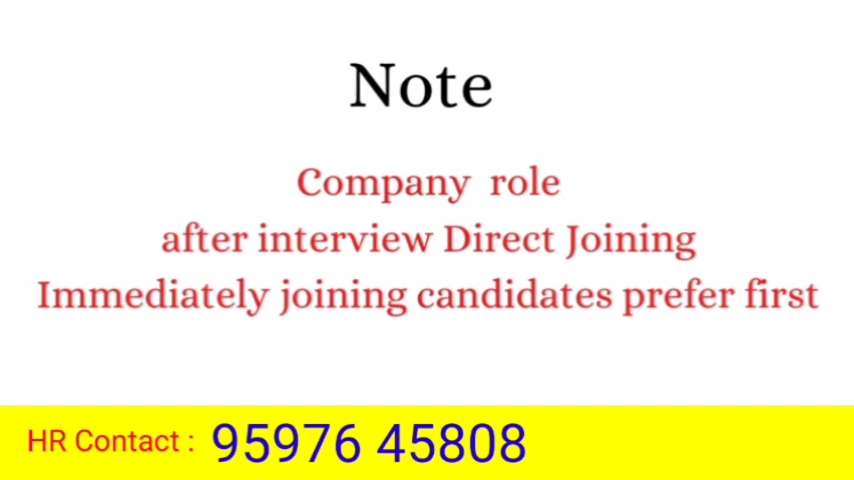 Note
Company role
after interview Direct Joining
Immediately joining candidates prefer first
HR Contact : 95976 45808